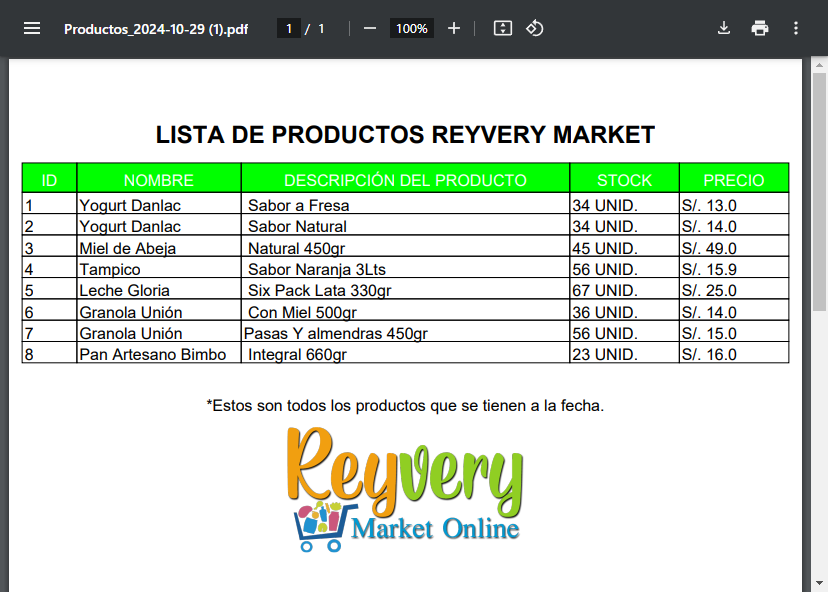 Productos_2024-10-29 (1).pdf 1 / 1 100%
LISTA DE PRODUCTOS REYVERY MARKET
ID NOMBRE DESCRIPCIÓN DEL PRODUCTO STOCK PRECIO
1 Yogurt Danlac Sabor a Fresa 34 UNID. S/. 13.0
2 Yogurt Danlac Sabor Natural 34 UNID. S/. 14.0
3 Miel de Abeja Natural 450gr 45 UNID. S/. 49.0
4 Tampico Sabor Naranja 3Lts 56 UNID. S/. 15.9
5 Leche Gloria Six Pack Lata 330gr 67 UNID. S/. 25.0
6 Granola Unión Con Miel 500gr 36 UNID. S/. 14.0
7 Granola Unión Pasas Y almendras 450gr 56 UNID. S/. 15.0
8 Pan Artesano Bimbo Integral 660gr 23 UNID. S/. 16.0
*Estos son todos los productos que se tienen a la fecha.
Reyvery
Market Online